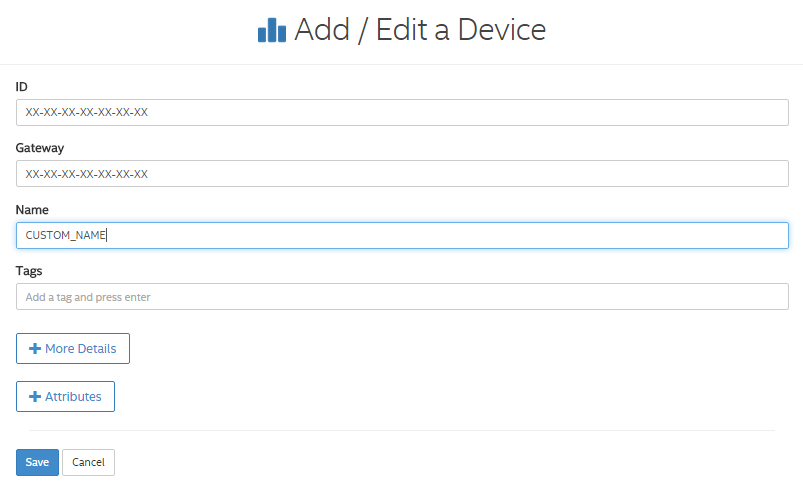 Add / Edit a Device
ID
XX-XX-XX-XX-XX-XX-XX
Gateway
XX-XX-XX-XX-XX-XX-XX
Name
CUSTOM_NAME
Tags
Add a tag and press enter
More Details
Attributes
Save Cancel